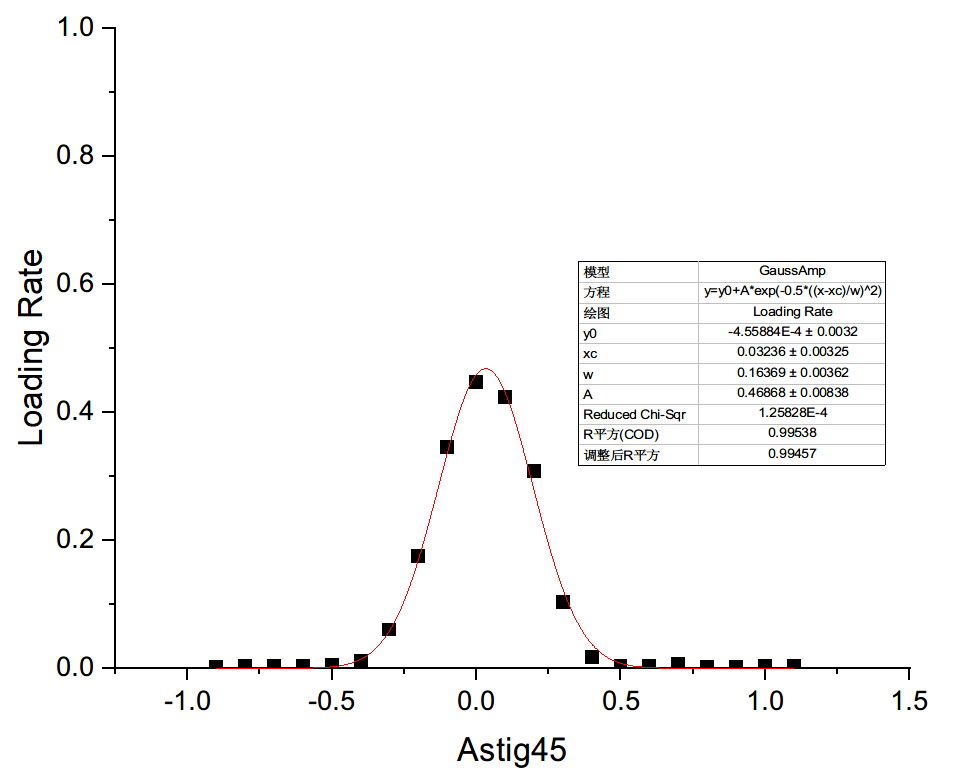 1.0
0.8
0.6
0.4
0.2
0.0
Loading Rate
-1.0 -0.5 0.0 0.5 1.0 1.5
Astig45
模型 GaussAmp
方程 y=y0+A*exp(-0.5*((x-xc)/w)^2)
绘图 Loading Rate
y0 -4.55884E-4 ± 0.0032
xc 0.03236 ± 0.00325
w 0.16369 ± 0.00362
A 0.46868 ± 0.00838
Reduced Chi-Sqr 1.25828E-4
R平方(COD) 0.99538
调整后R平方 0.99457